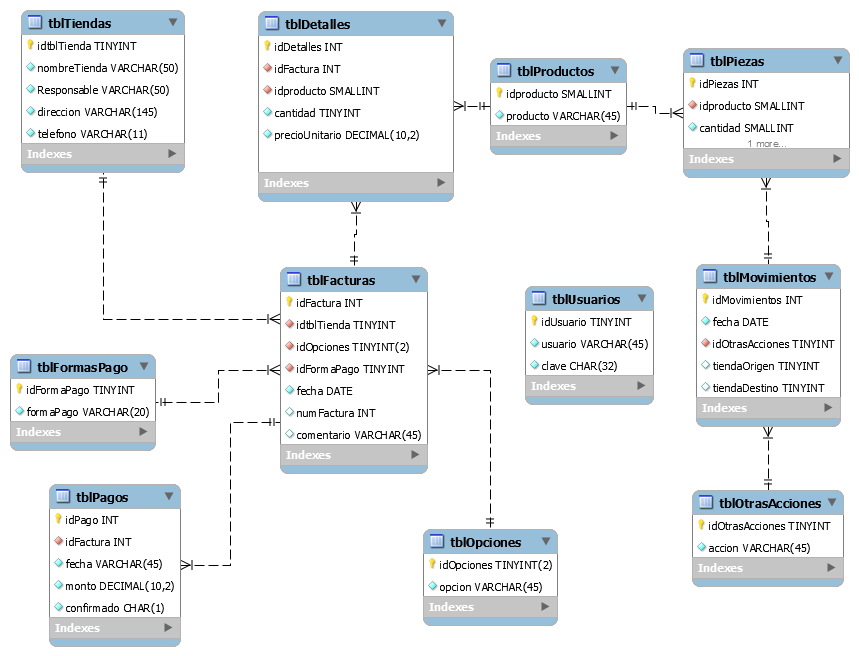 tblTiendas
idtblTienda TINYINT
nombreTienda VARCHAR(50)
Responsable VARCHAR(50)
direccion VARCHAR(145)
telefono VARCHAR(11)
Indexes
tblDetalles
idDetalles INT
idFactura INT
idproducto SMALLINT
cantidad TINYINT
precioUnitario DECIMAL(10,2)
Indexes
tblProductos
idproducto SMALLINT
producto VARCHAR(45)
Indexes
tblPiezas
idPiezas INT
idproducto SMALLINT
cantidad SMALLINT
1 more...
Indexes
tblFacturas
idFactura INT
idtblTienda TINYINT
idOpciones TINYINT(2)
idFormaPago TINYINT
fecha DATE
numFactura INT
comentario VARCHAR(45)
Indexes
tblUsuarios
idUsuario TINYINT
usuario VARCHAR(45)
clave CHAR(32)
Indexes
tblMovimientos
idMovimientos INT
fecha DATE
idOtrasAcciones TINYINT
tiendaOrigen TINYINT
tiendaDestino TINYINT
Indexes
tblFormasPago
idFormaPago TINYINT
formaPago VARCHAR(20)
Indexes
tblPagos
idPago INT
idFactura INT
fecha VARCHAR(45)
monto DECIMAL(10,2)
confirmado CHAR(1)
Indexes
tblOpciones
idOpciones TINYINT(2)
opcion VARCHAR(45)
Indexes
tblOtrasAcciones
idOtrasAcciones TINYINT
accion VARCHAR(45)
Indexes